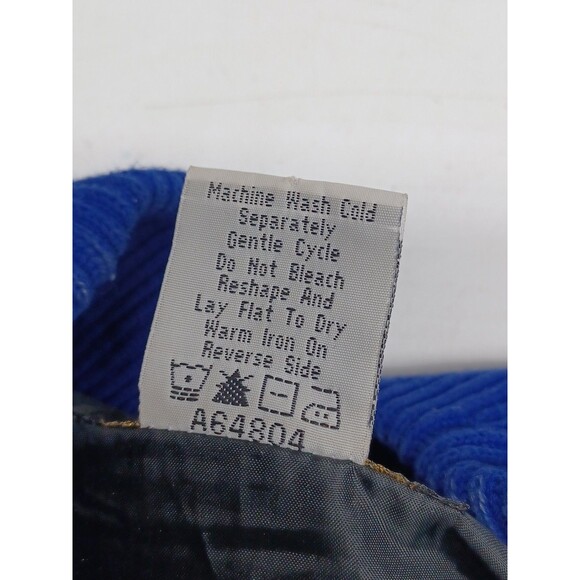 Machine Wash Cold
Separately
Gentle Cycle
Do Not Bleach
Reshape And
Lay Flat To Dry
Warm Iron On
Reverse Side
A64804